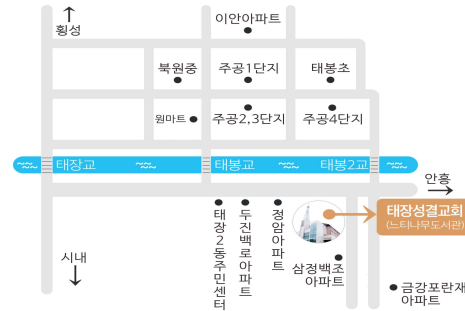 횡성
이안아파트
북원중
주공1단지
태봉초
원마트
주공2,3단지
주공4단지
태장교
태봉교
태봉2교
안흥
태장2동주민센터
두진백로아파트
정암아파트
태장성결교회
(느티나무도서관)
시내
삼정백조
아파트
금강포란재
아파트